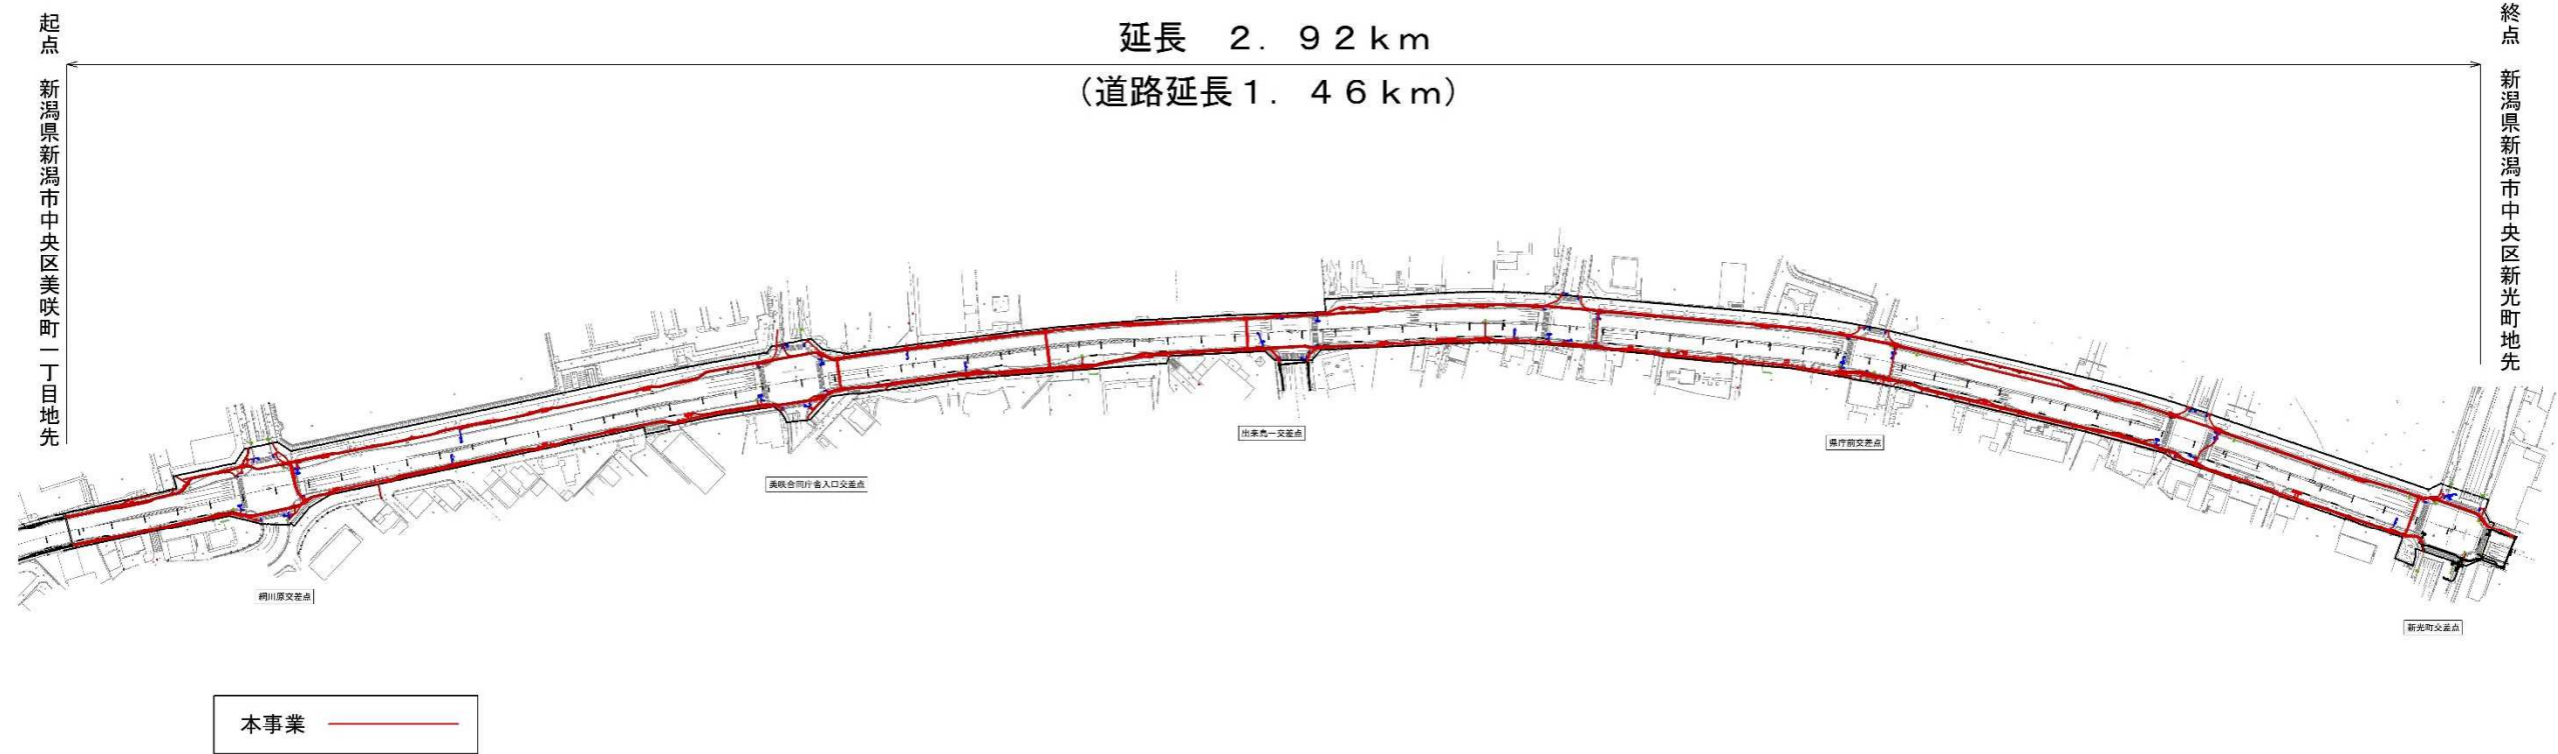 起点　新潟県新潟市中央区美咲町一丁目地先
延長　２．９２ｋｍ
（道路延長１．４６ｋｍ）
終点　新潟県新潟市中央区新光町地先
網川原交差点
美咲合同庁舎入口交差点
出来島一交差点
県庁前交差点
新光町交差点
本事業